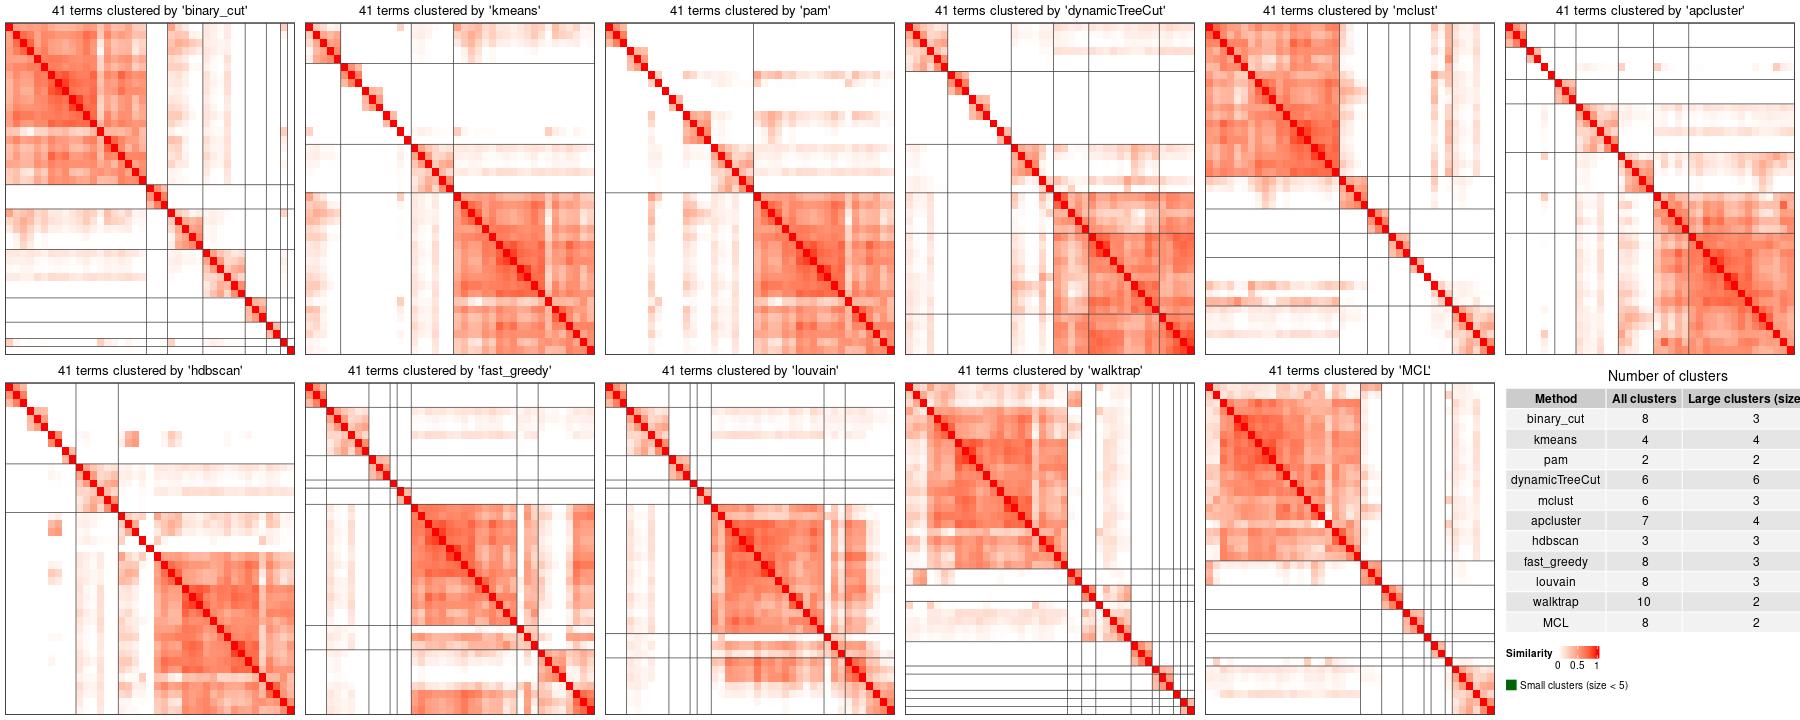 41 terms clustered by 'binary_cut'
41 terms clustered by 'kmeans'
41 terms clustered by 'pam'
41 terms clustered by 'dynamicTreeCut'
41 terms clustered by 'mclust'
41 terms clustered by 'apcluster'
41 terms clustered by 'hdbscan'
41 terms clustered by 'fast_greedy'
41 terms clustered by 'louvain'
41 terms clustered by 'walktrap'
41 terms clustered by 'MCL'
Number of clusters
Method All clusters Large clusters (size
binary_cut 8 3
kmeans 4 4
pam 2 2
dynamicTreeCut 6 6
mclust 6 3
apcluster 7 4
hdbscan 3 3
fast_greedy 8 3
louvain 8 3
walktrap 10 2
MCL 8 2
Similarity
0 0.5 1
Small clusters (size < 5)